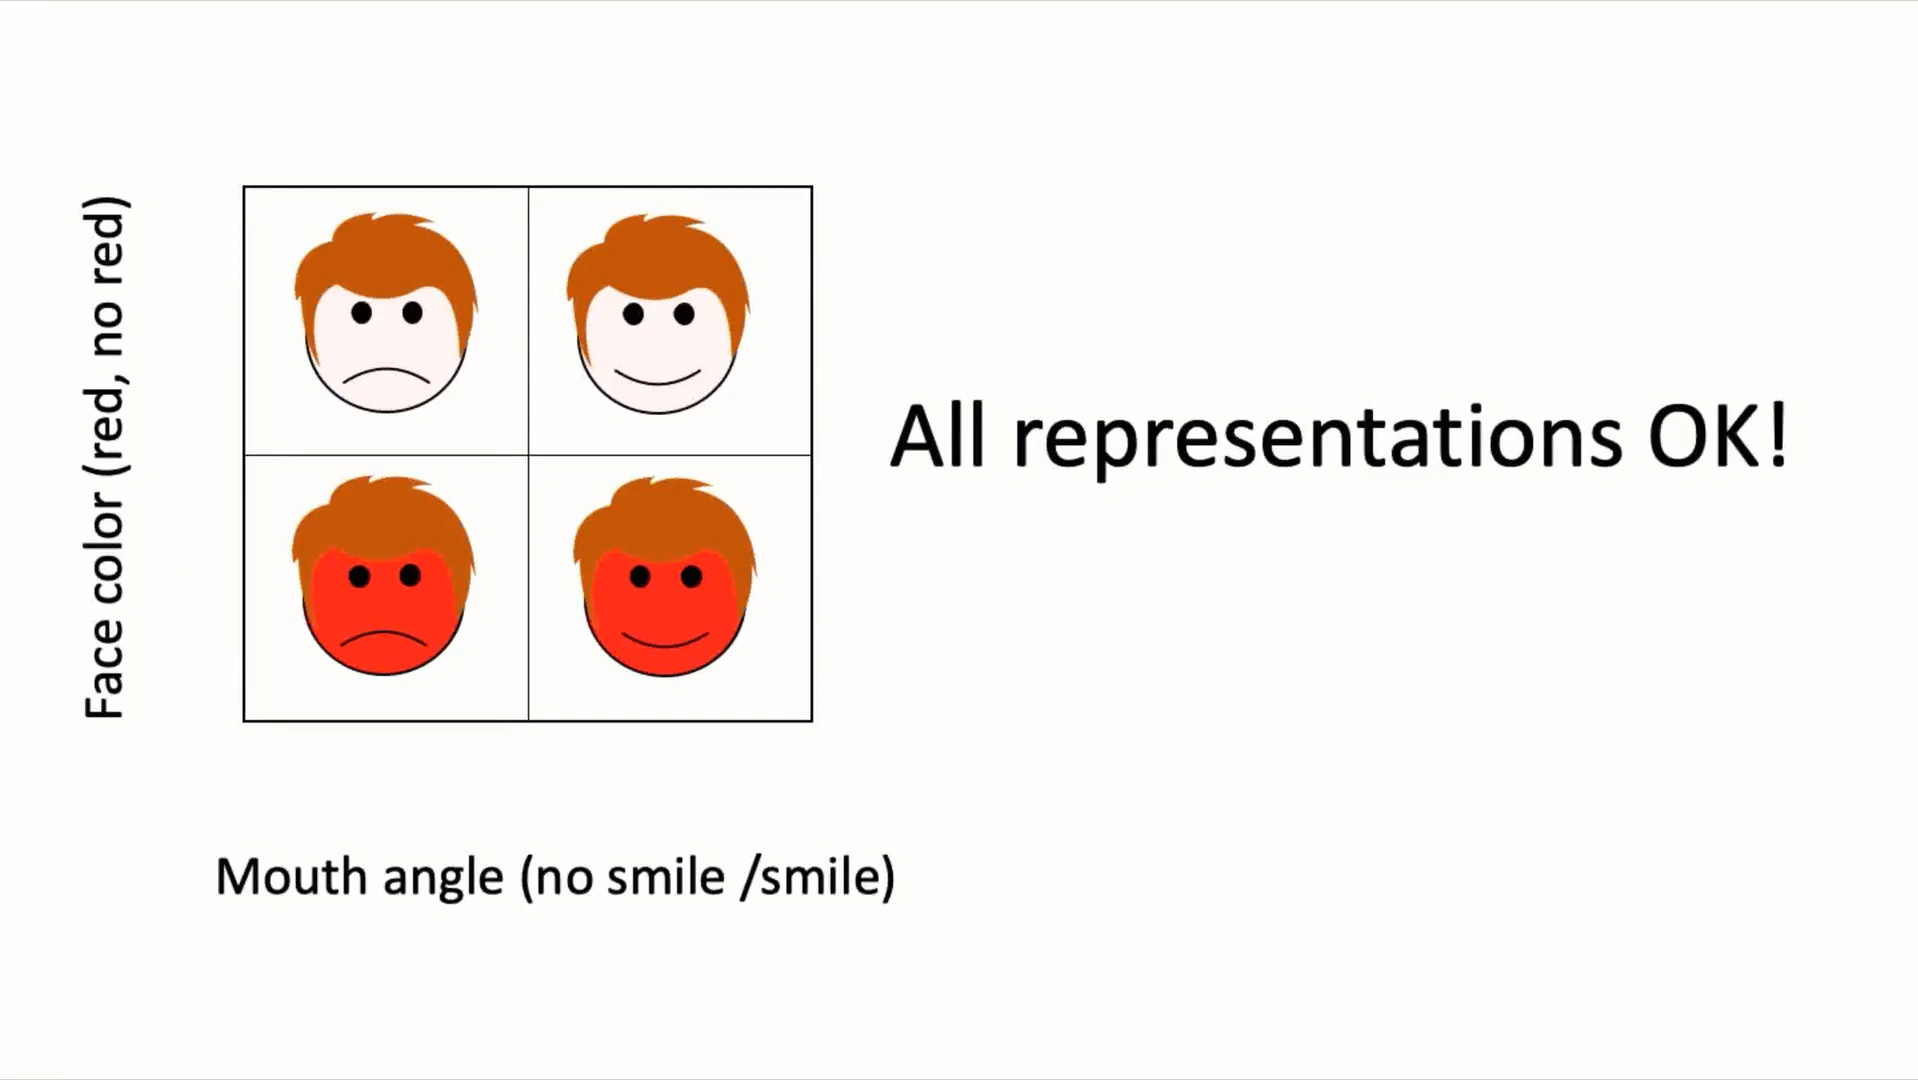 Face color (red, no red)
All representations OK!
Mouth angle (no smile /smile)